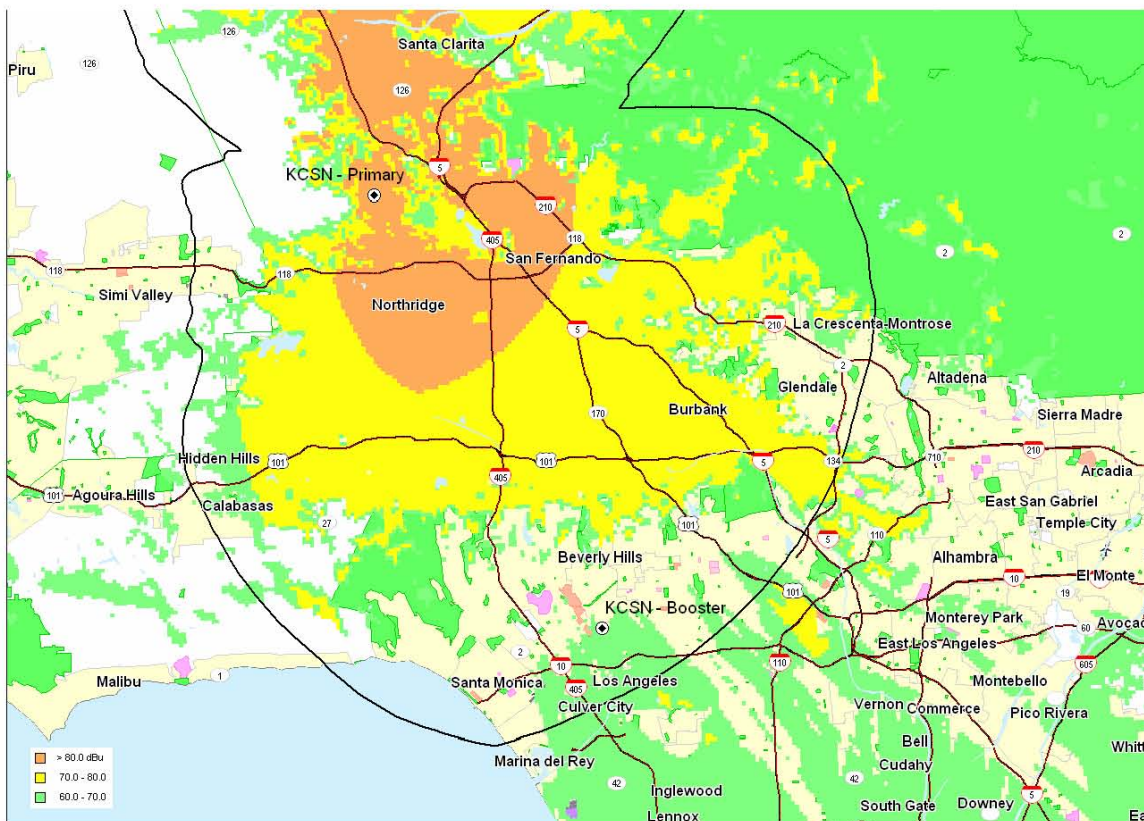 126
Santa Clarita
126
Piru
126
5
KCSN - Primary
210
405
118
San Fernando
2
2
118
118
Simi Valley
Northridge
5
210
La Crescenta-Montrose
2
Glendale
Altadena
170
Burbank
Sierra Madre
Hidden Hills
101
101
5
134
710
210
Arcadia
101
Agoura Hills
Calabasas
405
27
101
East San Gabriel
Temple City
110
5
Beverly Hills
Alhambra
10
El Monte
101
19
KCSN - Booster
Monterey Park
60
Avocad
2
East Los Angeles
10
110
605
Malibu
1
Santa Monica
405
Los Angeles
Montebello
Culver City
Vernon
Commerce
Pico Rivera
Bell
Whitt
Marina del Rey
Cudahy
42
42
Inglewood
5
South Gate
Downey
Lennox
Ea
> 80.0 dBu
70.0 - 80.0
60.0 - 70.0